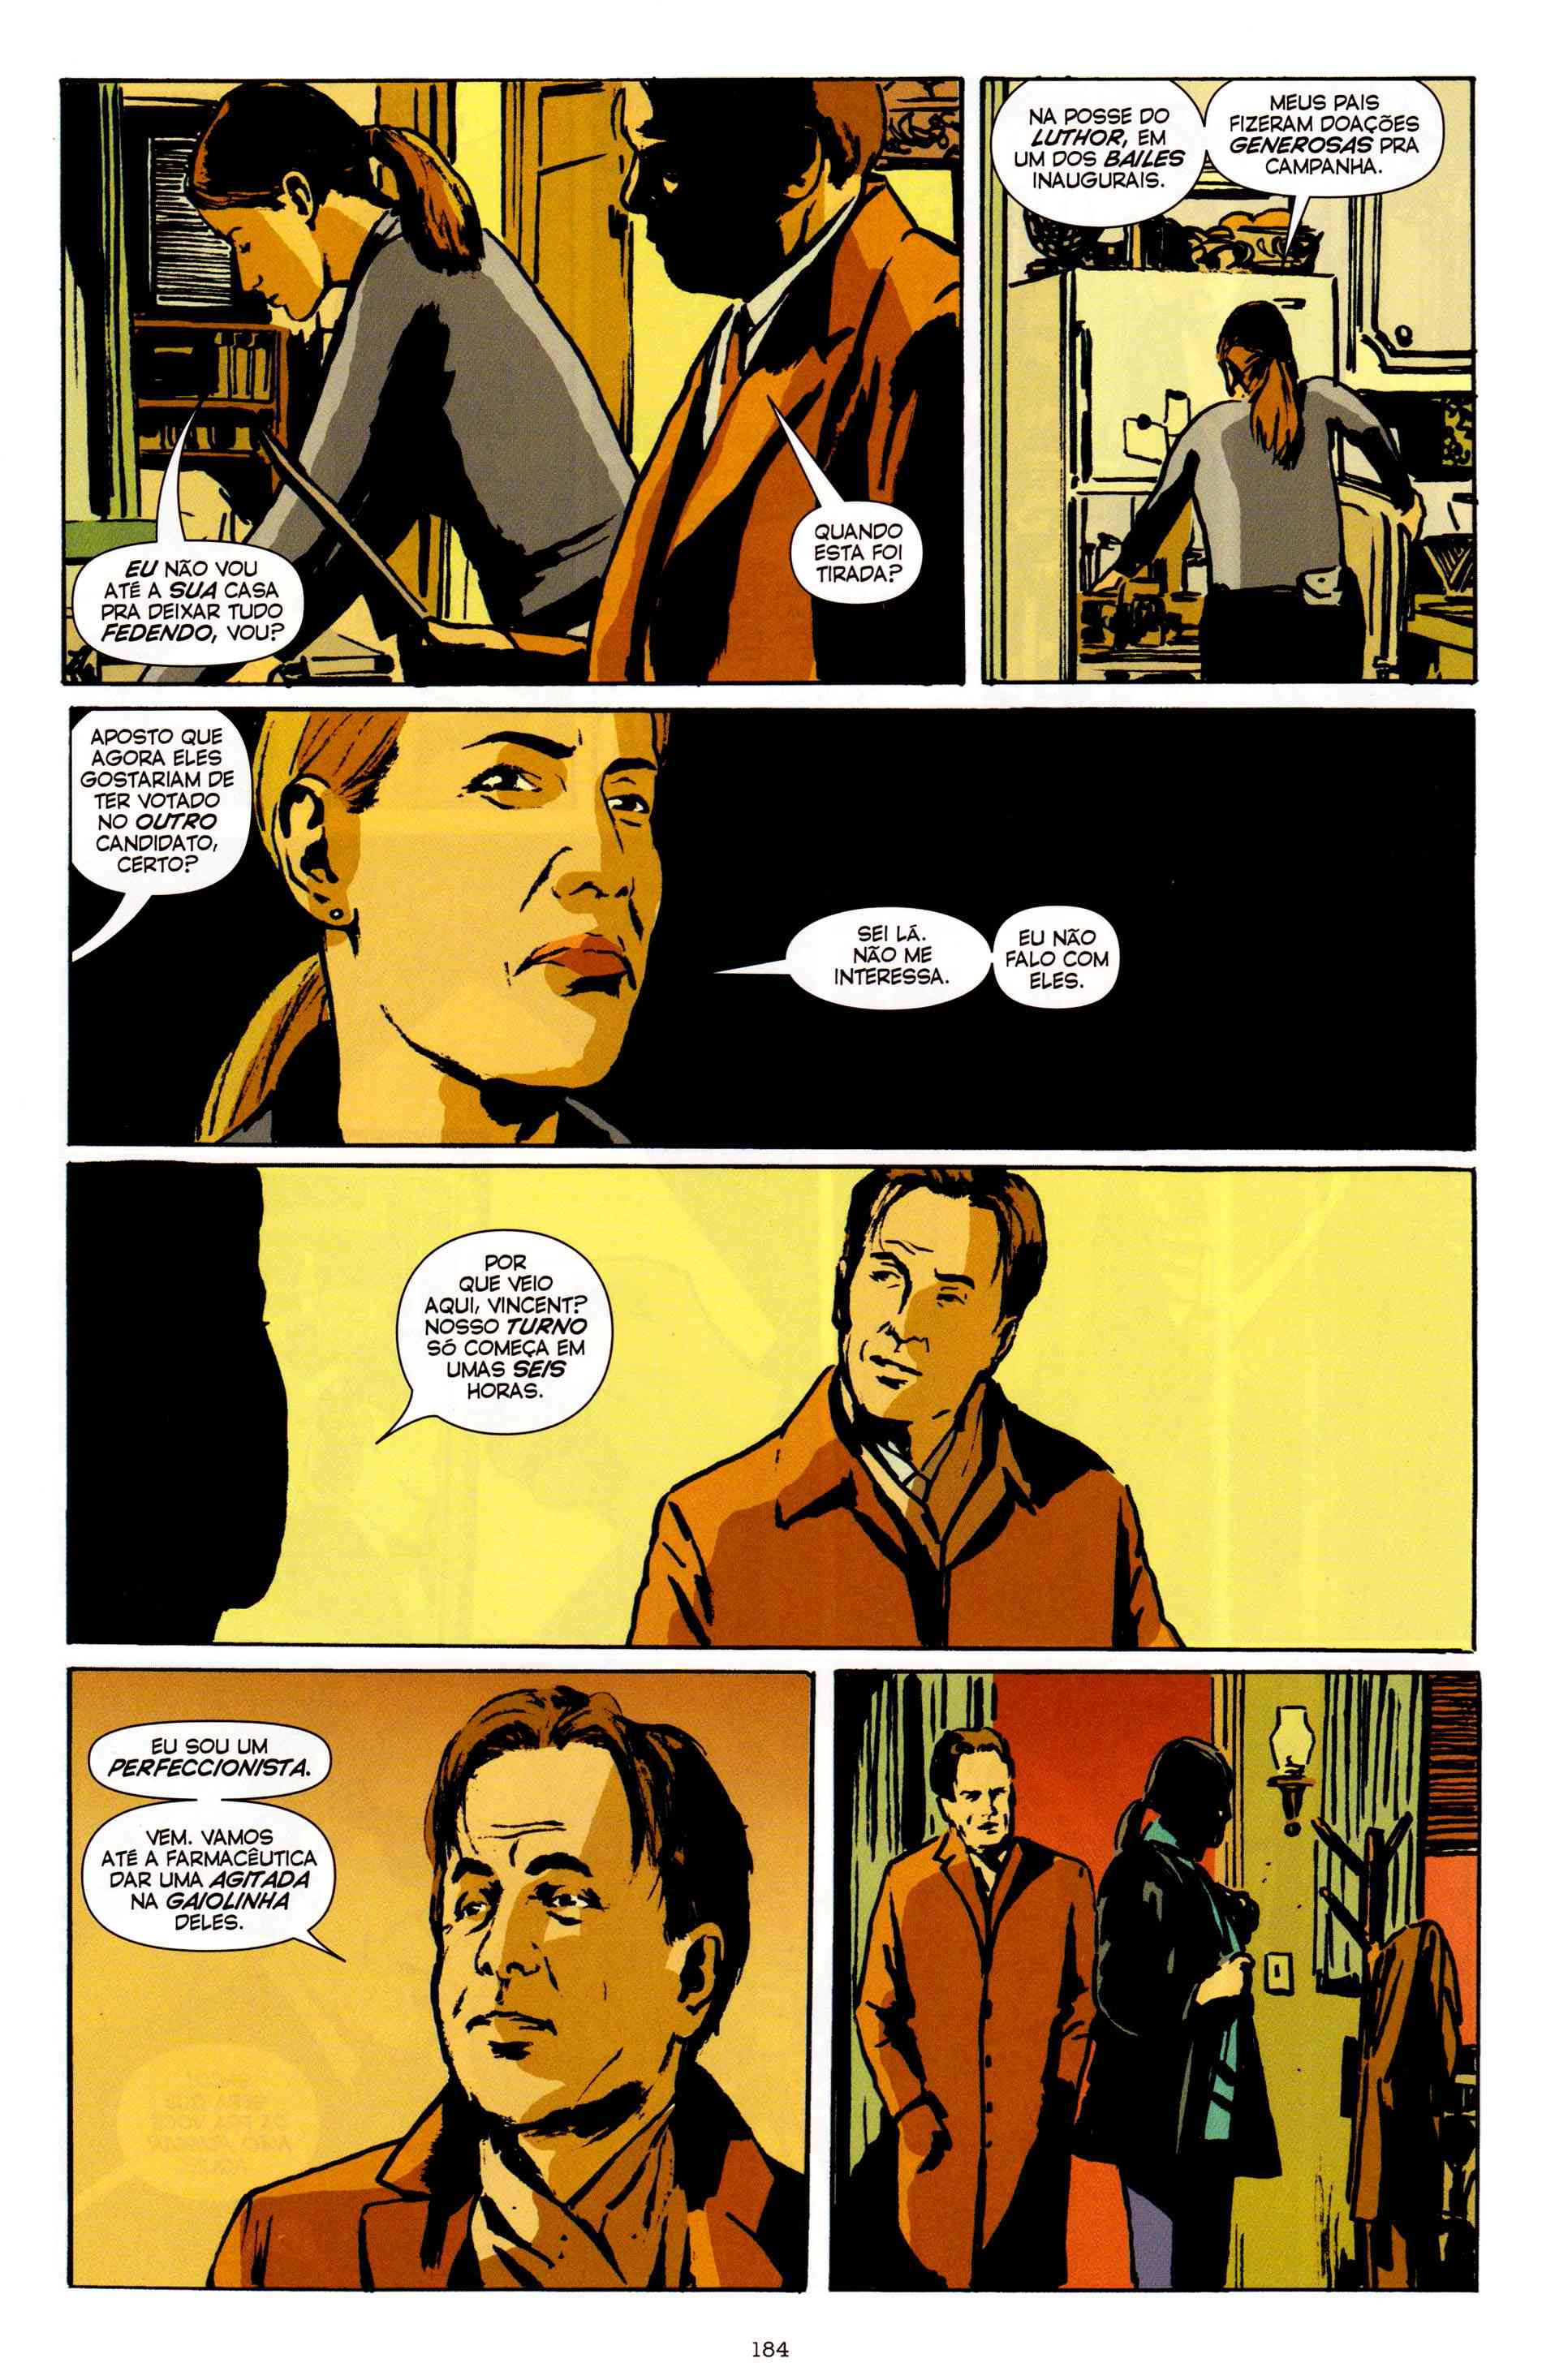 EU NÃO VOU
ATÉ A SUA CASA
PRA DEIXAR TUDO
FEDENDO, VOU?
QUANDO
ESTA FOI
TIRADA?
NA POSSE DO
LUTHOR, EM
UM DOS BAILES
INAUGURAIS.
MEUS PAIS
FIZERAM DOAÇÕES
GENEROSAS PRA
CAMPANHA.
APOSTO QUE
AGORA ELES
GOSTARIAM DE
TER VOTADO
NO OUTRO
CANDIDATO,
CERTO?
SEI LÁ.
NÃO ME
INTERESSA.
EU NÃO
FALO COM
ELES.
POR
QUE VEIO
AQUI, VINCENT?
NOSSO TURNO
SÓ COMEÇA EM
UMAS SEIS
HORAS.
EU SOU UM
PERFECCIONISTA.
VEM. VAMOS
ATÉ A FARMACÊUTICA
DAR UMA AGITADA
NA GAIOLINHA
DELES.
184